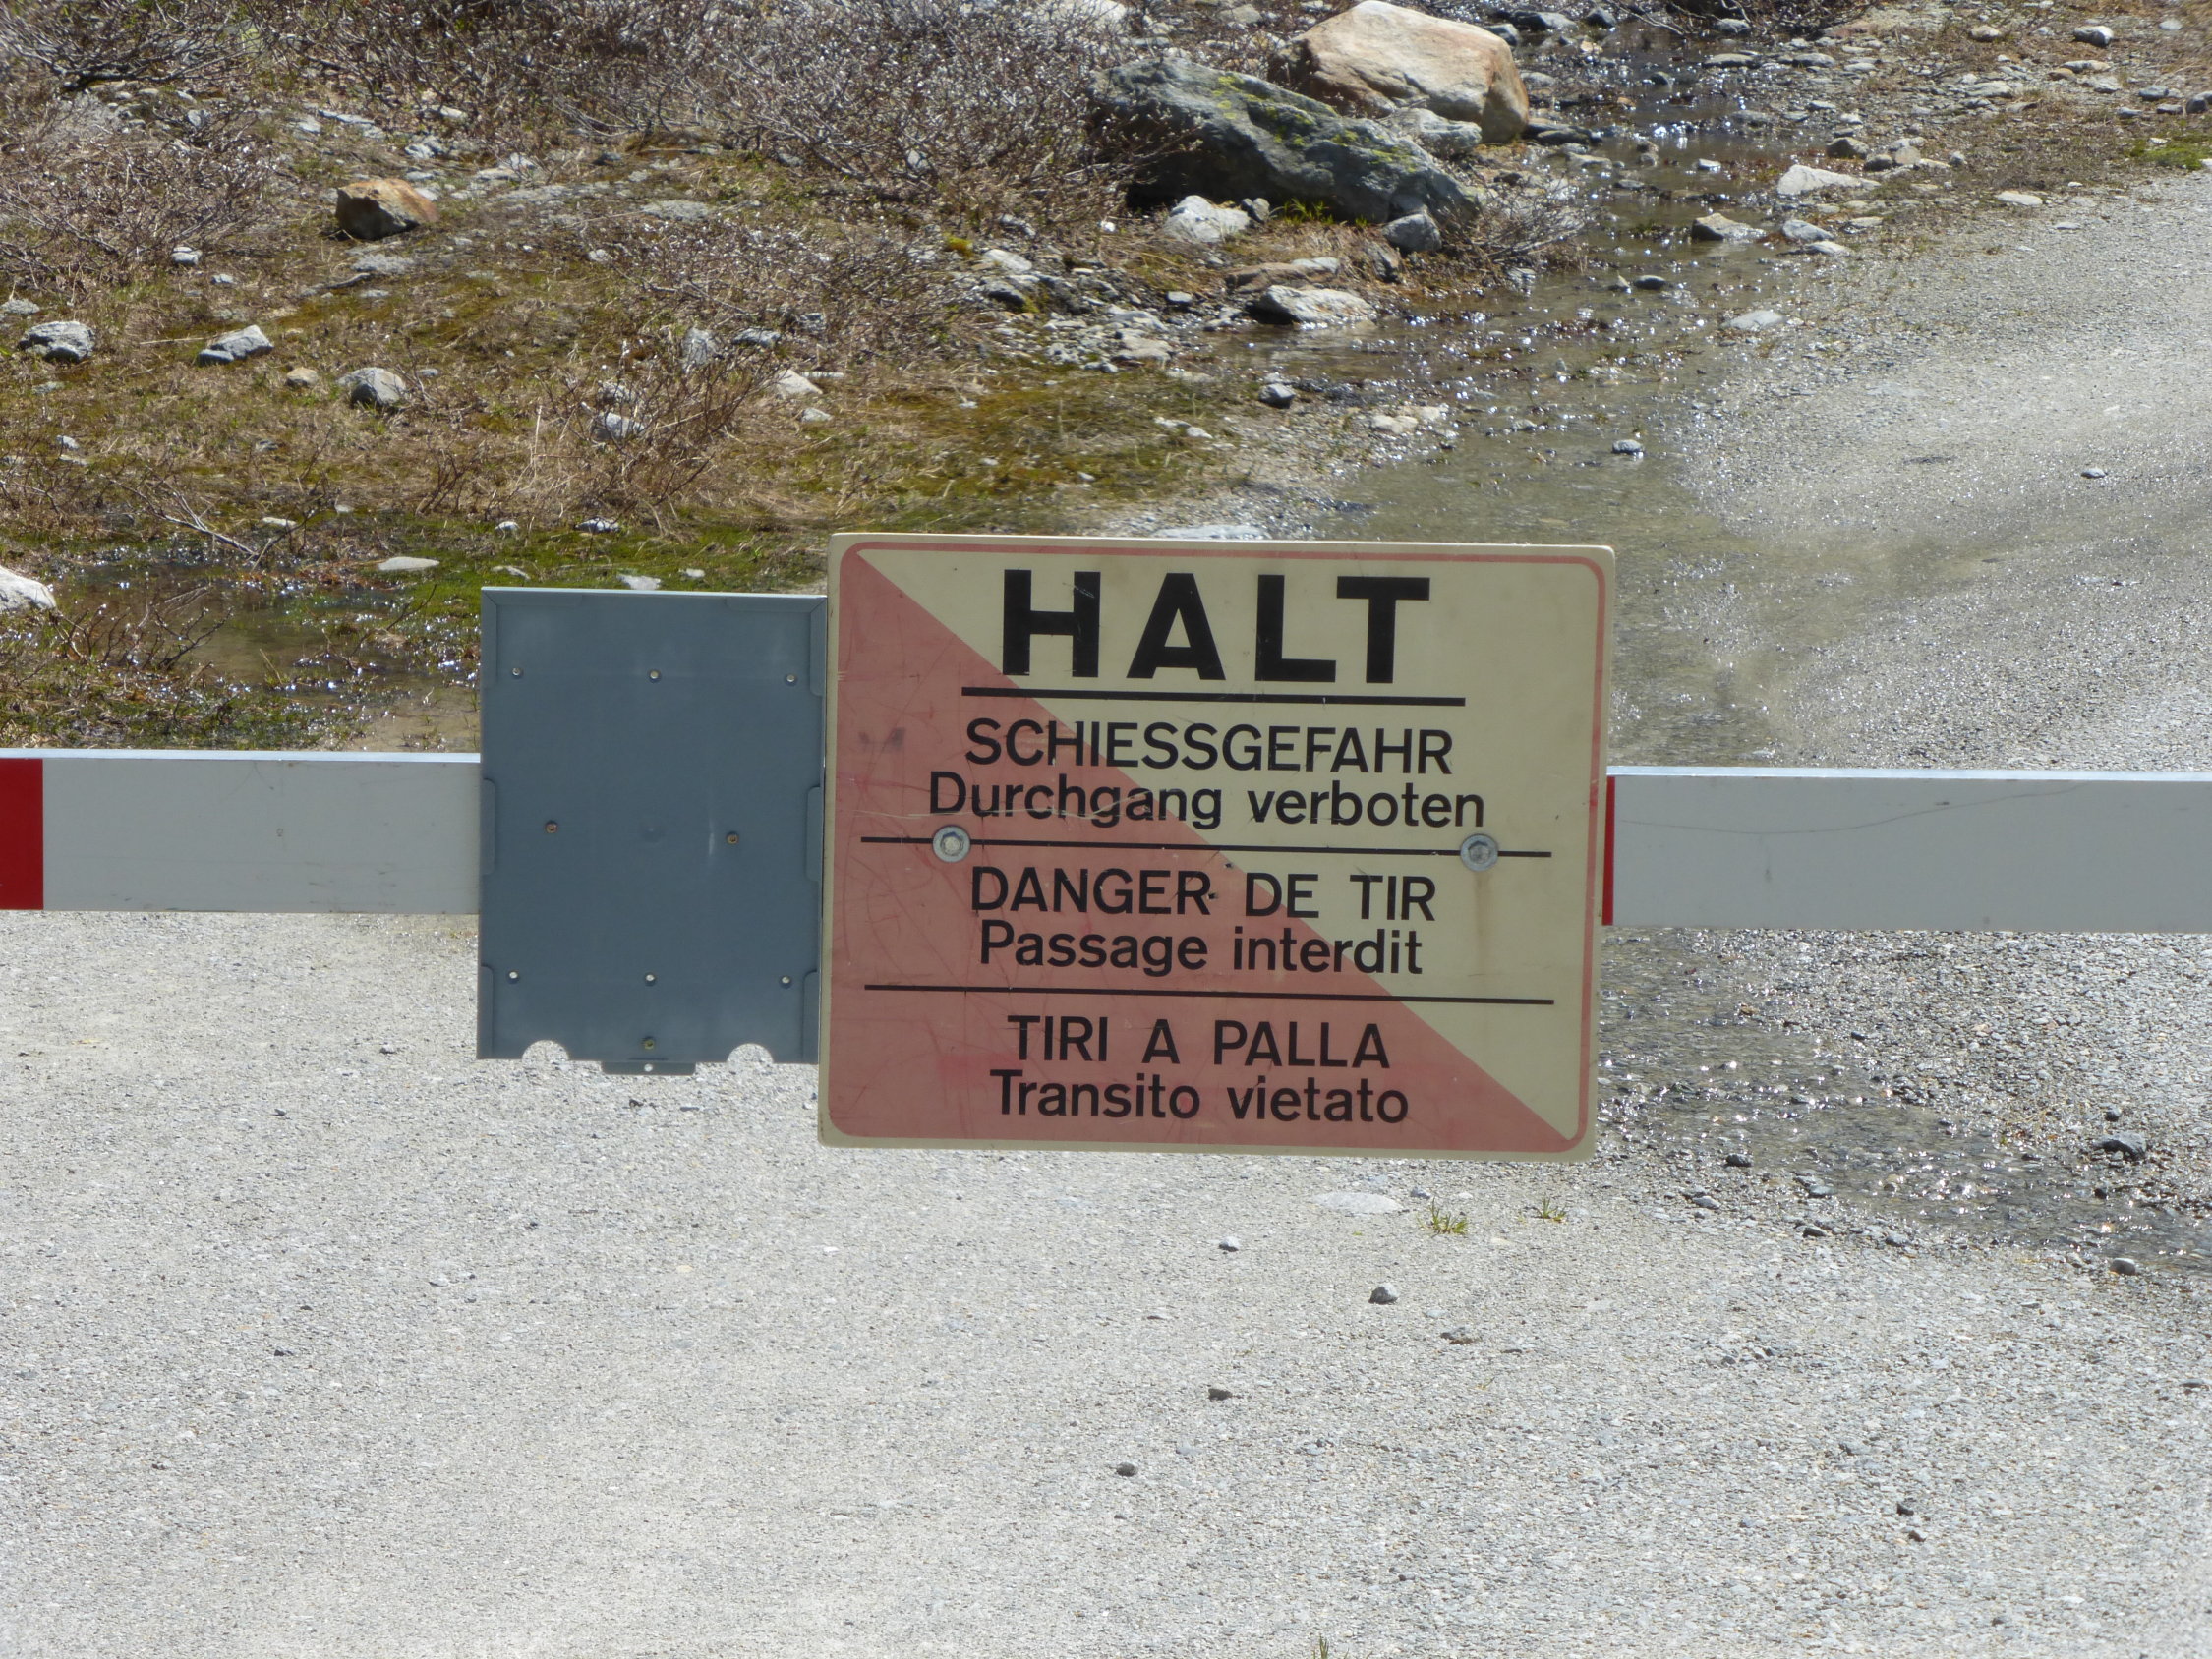 HALT
SCHIESSGEFAHR
Durchgang verboten
DANGER DE TIR
Passage interdit
TIRI A PALLA
Transito vietato